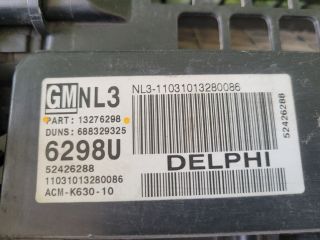 GM NL3
NL3-11031013280086
PART: 13276298
DUNS: 688329325
6298U
DELPHI
52426288
11031013280086
ACM-K630-10
52426288